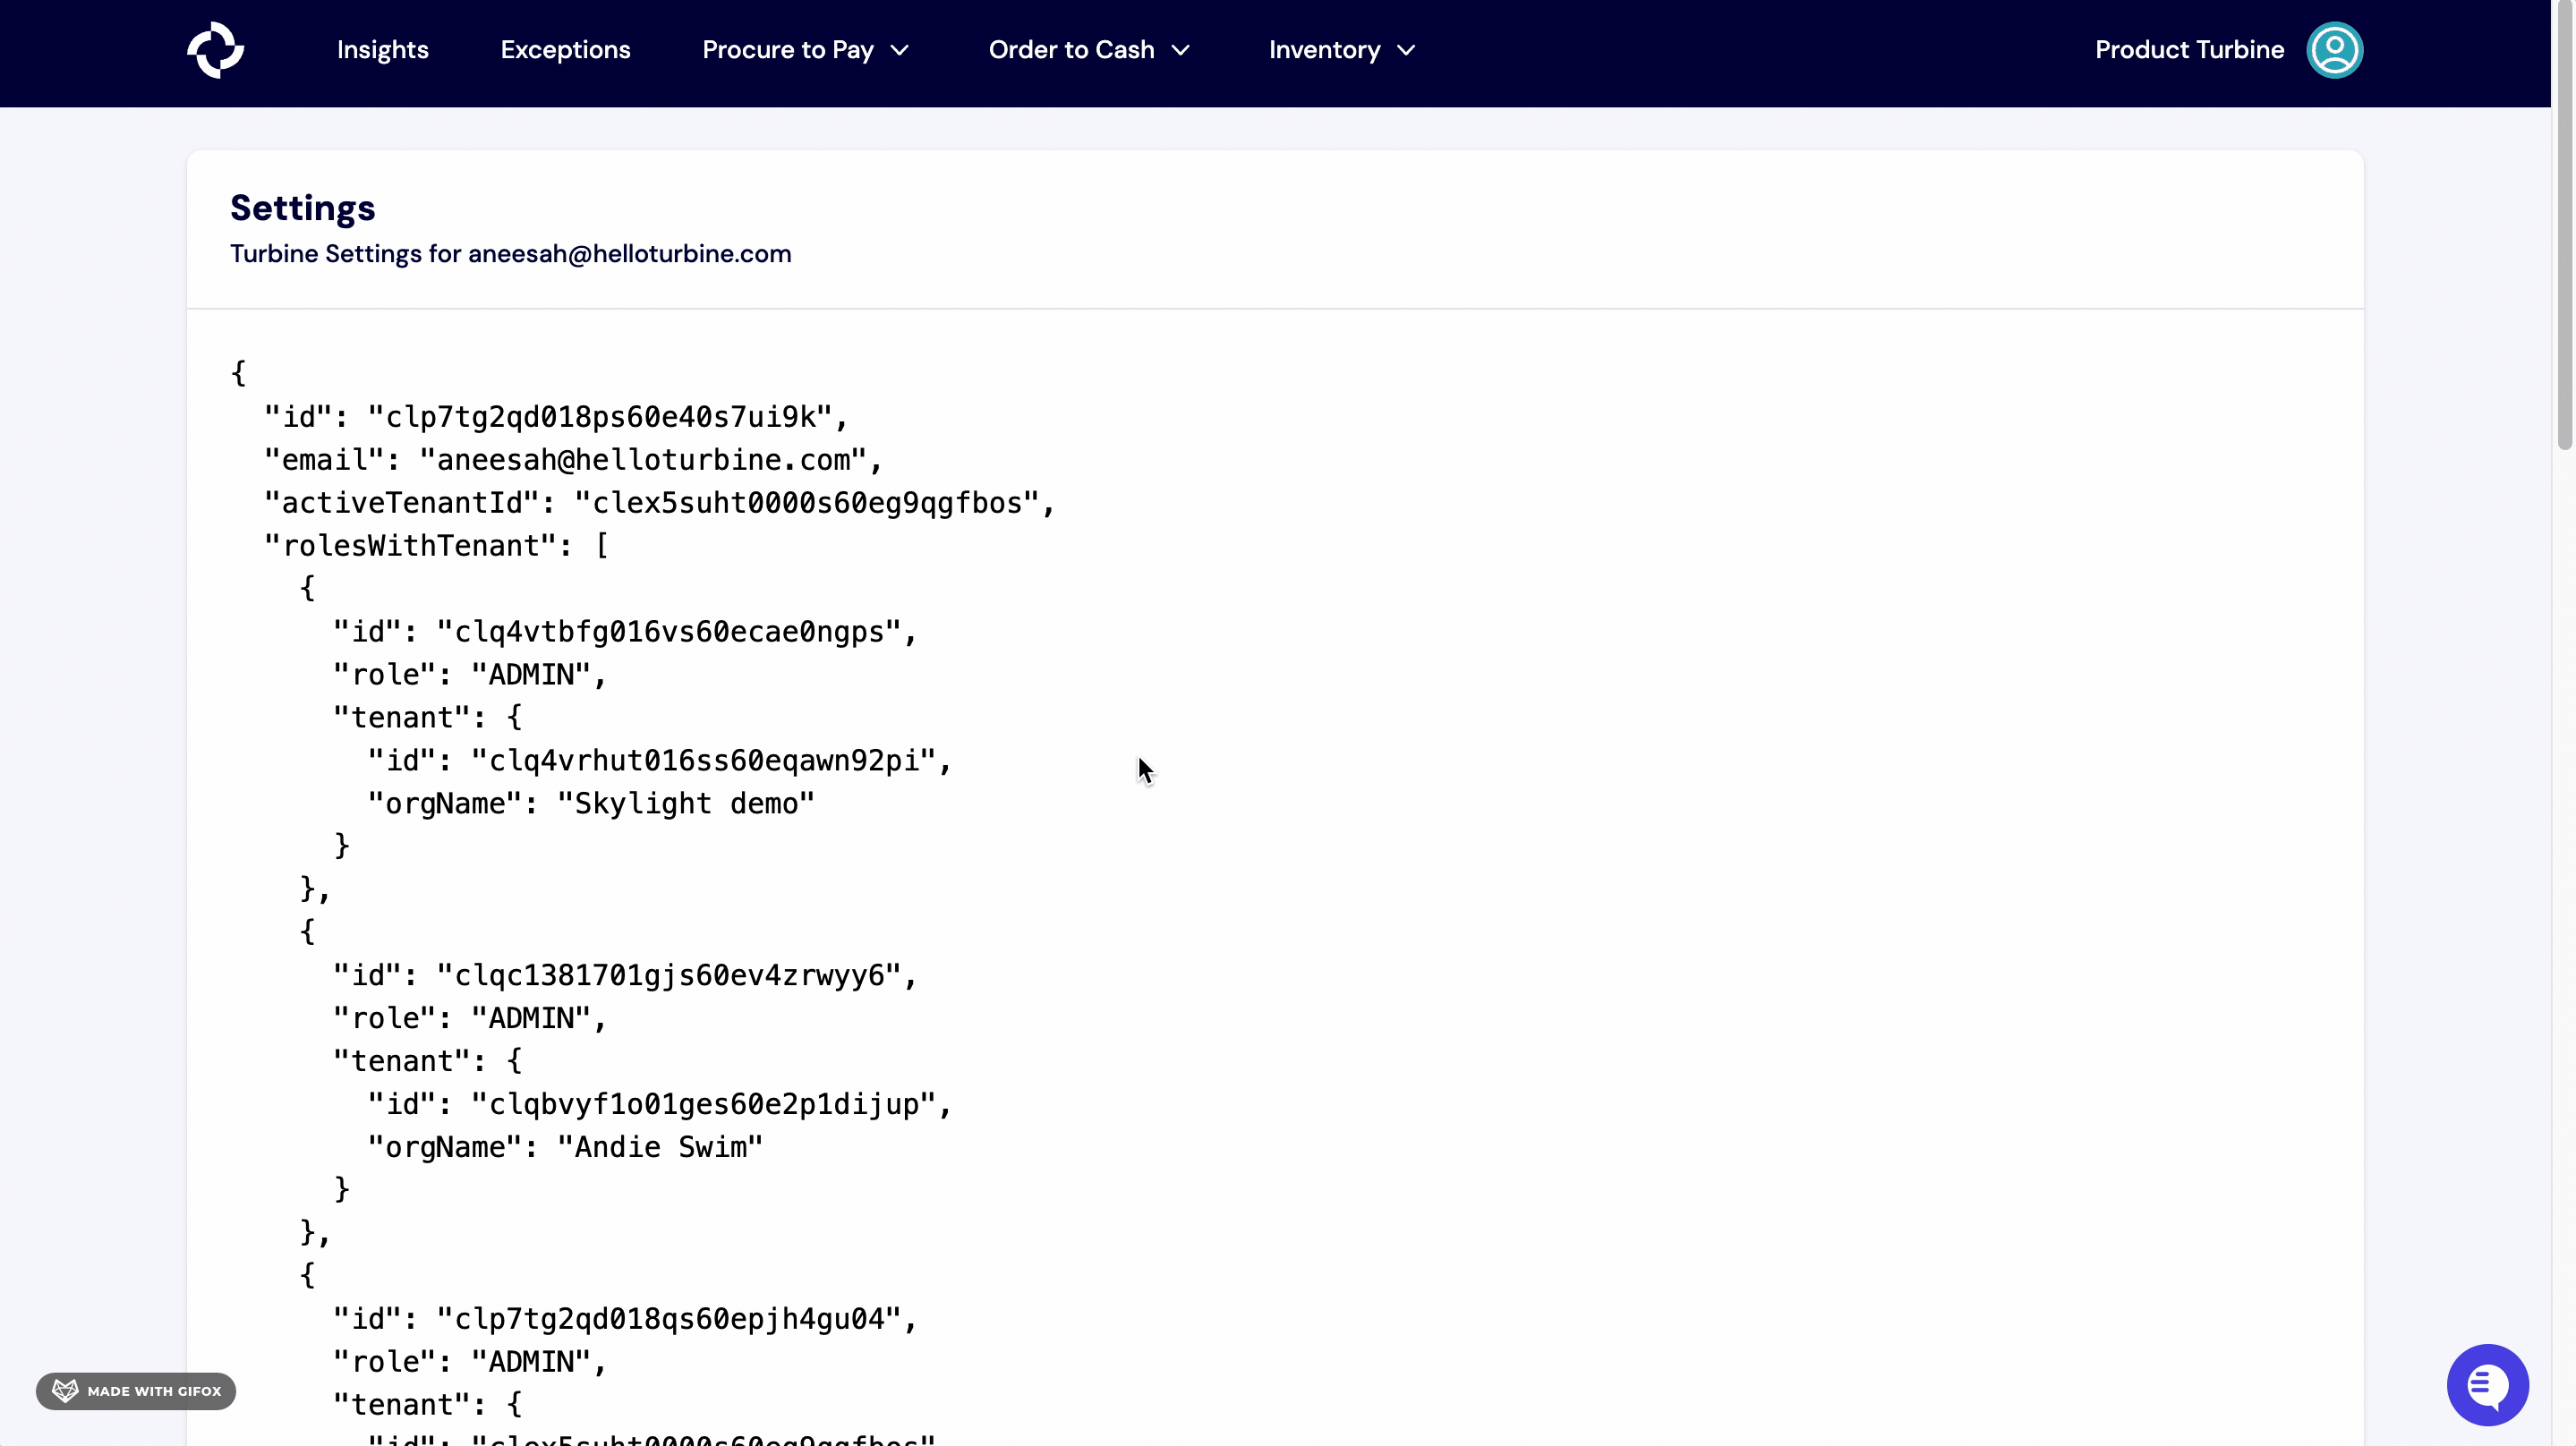 Insights
Exceptions
Procure to Pay
Order to Cash
Inventory
Product Turbine
Settings
Turbine Settings for aneesah@helloturbine.com
{
"id": "clp7tg2qd018ps60e40s7ui9k",
"email": "aneesah@helloturbine.com",
"activeTenantId": "clex5suht0000s60eg9qgfbos",
"rolesWithTenant": [
{
"id": "clq4vtbfg016vs60ecae0ngps",
"role": "ADMIN",
"tenant": {
"id": "clq4vrhut016ss60eqawn92pi",
"orgName": "Skylight demo"
}
},
{
"id": "clqc1381701gjs60ev4zrwyy6",
"role": "ADMIN",
"tenant": {
"id": "clqbvyf1o01ges60e2p1dijup",
"orgName": "Andie Swim"
}
},
{
"id": "clp7tg2qd018qs60epjh4gu04",
"role": "ADMIN",
"tenant": {
"id": "clex5suht0000s60eg9qgfbos"
MADE WITH GIFOX